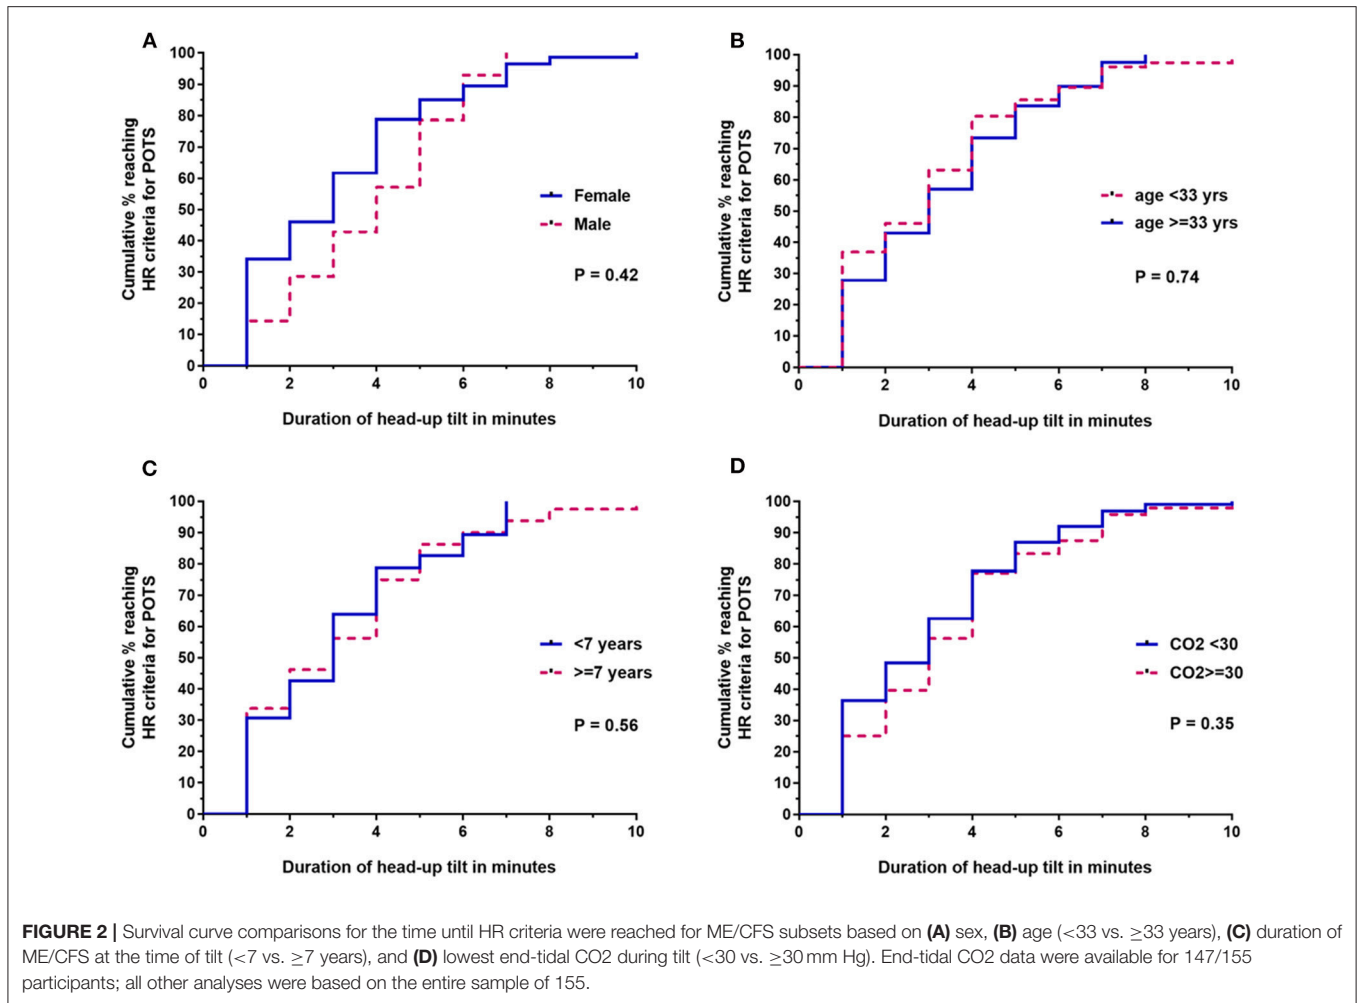 A
Cumulative % reaching
HR criteria for POTS
100
90
80
70
60
50
40
30
20
10
0
Female
Male
P = 0.42
0 2 4 6 8 10
Duration of head-up tilt in minutes
B
Cumulative % reaching
HR criteria for POTS
100
90
80
70
60
50
40
30
20
10
0
age <33 yrs
age >=33 yrs
P = 0.74
0 2 4 6 8 10
Duration of head-up tilt in minutes
C
Cumulative % reaching
HR criteria for POTS
100
90
80
70
60
50
40
30
20
10
0
<7 years
>=7 years
P = 0.56
0 2 4 6 8 10
Duration of head-up tilt in minutes
D
Cumulative % reaching
HR criteria for POTS
100
90
80
70
60
50
40
30
20
10
0
CO2 <30
CO2>=30
P = 0.35
0 2 4 6 8 10
Duration of head-up tilt in minutes
FIGURE 2 | Survival curve comparisons for the time until HR criteria were reached for ME/CFS subsets based on (A) sex, (B) age (<33 vs. ≥33 years), (C) duration of
ME/CFS at the time of tilt (<7 vs. ≥7 years), and (D) lowest end-tidal CO2 during tilt (<30 vs. ≥30 mm Hg). End-tidal CO2 data were available for 147/155
participants; all other analyses were based on the entire sample of 155.